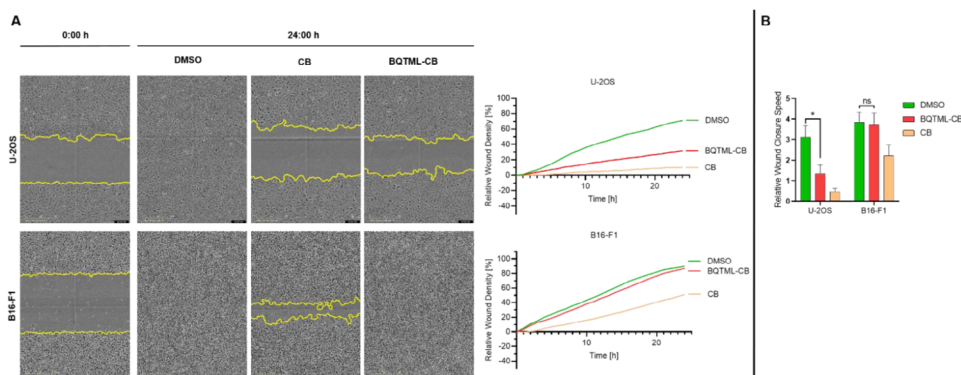 A
0:00 h
24:00 h
DMSO
CB
BQTML-CB
U-2OS
B16-F1
U-2OS
Relative Wound Density [%]
100
80
60
40
20
0
-20
-40
10
20
Time [h]
DMSO
BQTML-CB
CB
B16-F1
Relative Wound Density [%]
100
80
60
40
20
0
-20
-40
10
20
Time [h]
DMSO
BQTML-CB
CB
B
Relative Wound Closure Speed
5
4
3
2
1
0
*
ns
U-2OS
B16-F1
DMSO
BQTML-CB
CB